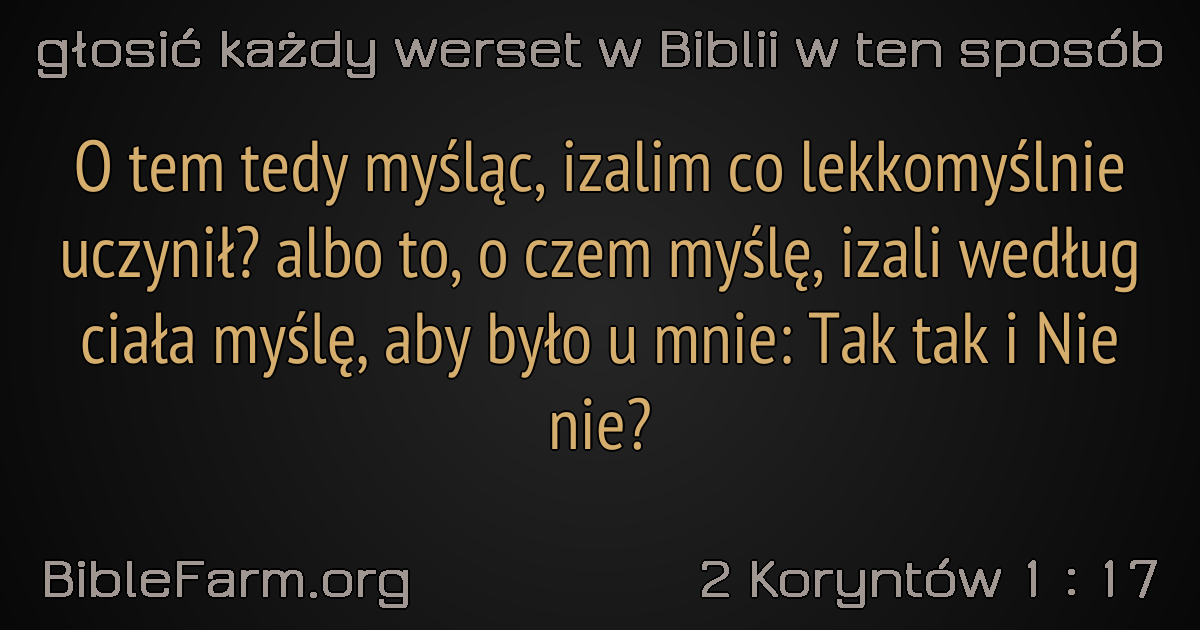 głosić każdy werset w Biblii w ten sposób
O tem tedy myśląc, izalim co lekkomyślnie
uczynił? albo to, o czem myślę, izali według
ciała myślę, aby było u mnie: Tak tak i Nie
nie?
BibleFarm.org
2 Koryntów 1 : 17